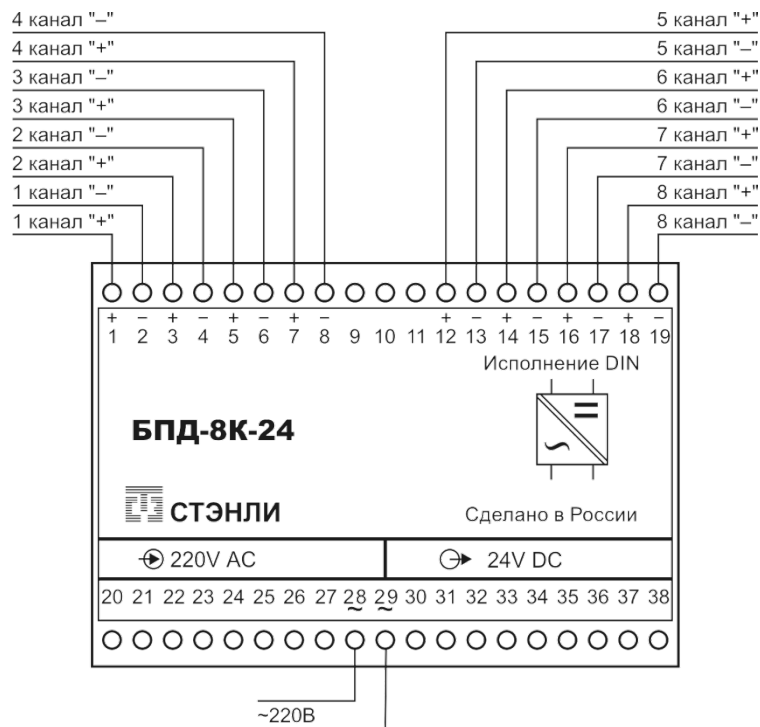 4 канал "–"
4 канал "+"
3 канал "–"
3 канал "+"
2 канал "–"
2 канал "+"
1 канал "–"
1 канал "+"
5 канал "+"
5 канал "–"
6 канал "+"
6 канал "–"
7 канал "+"
7 канал "–"
8 канал "+"
8 канал "–"
+ – + – + – + – + – + – + – + –
1 2 3 4 5 6 7 8 9 10 11 12 13 14 15 16 17 18 19
Исполнение DIN
БПД-8К-24
СТЭНЛИ
Сделано в России
220V AC
24V DC
20 21 22 23 24 25 26 27 28 29 30 31 32 33 34 35 36 37 38
~ ~
~220В